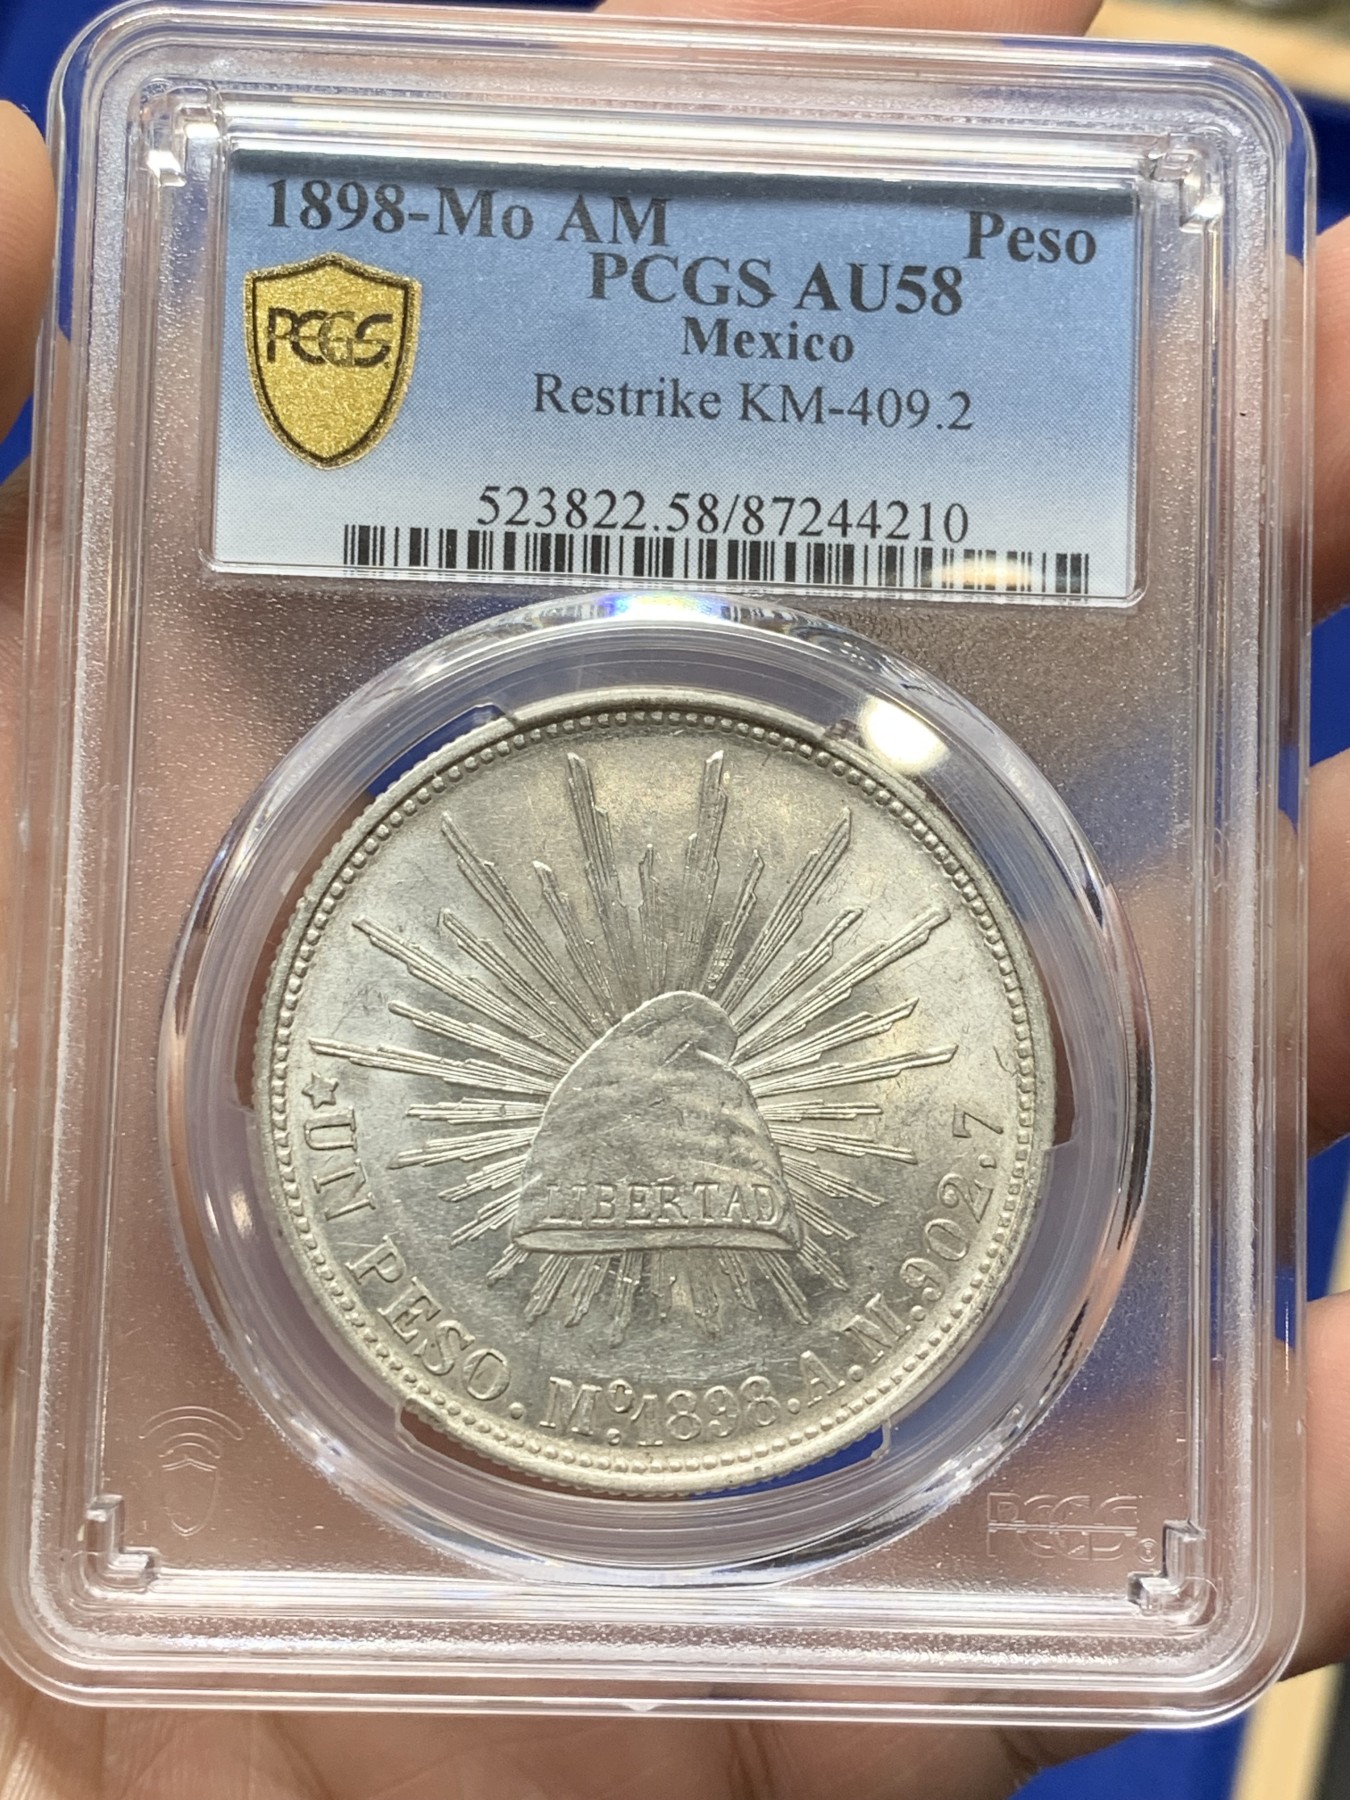 1898-Mo AM Peso
PCGS AU58
Mexico
Restrike KM-409.2
PCGS
523822.58/87244210
LIBERTAD
UN PESO. Mº.1898.A.M.902.7
PCGS